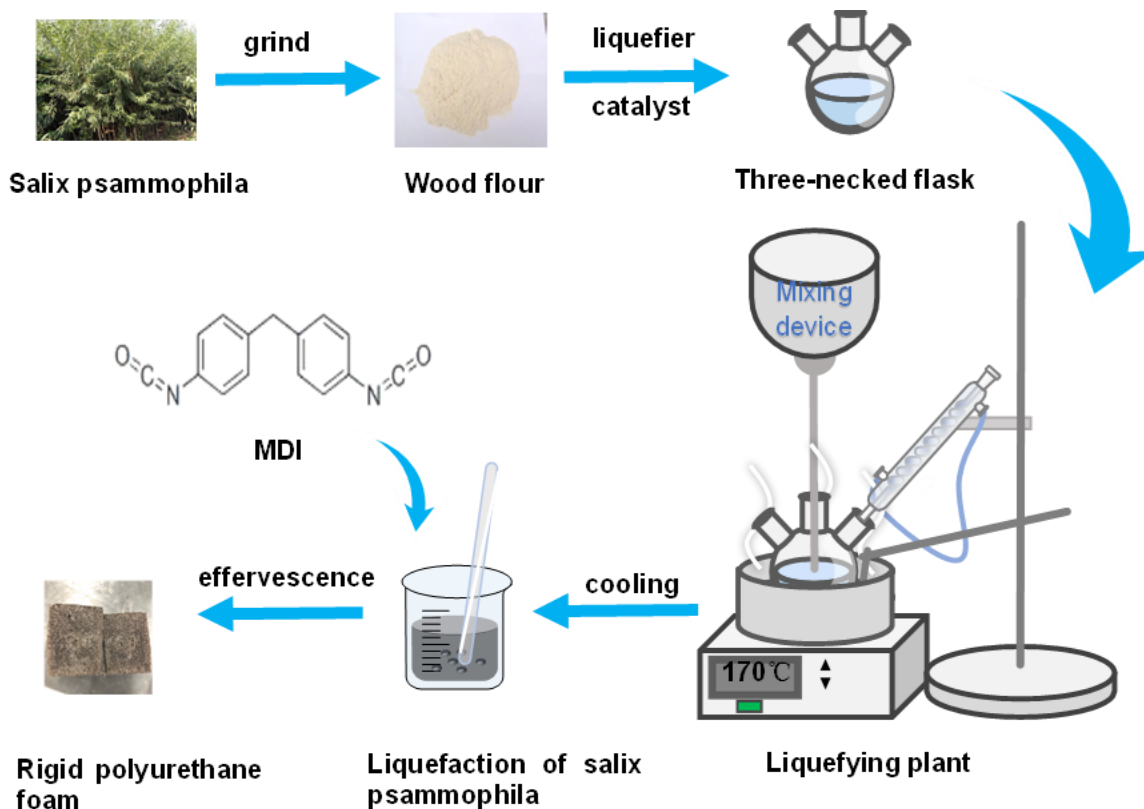 grind
liquefier
catalyst
Salix psammophila
Wood flour
Three-necked flask
Mixing
device
O
C
N
N
C
O
MDI
effervescence
cooling
170℃
Rigid polyurethane
foam
Liquefaction of salix
psammophila
Liquefying plant